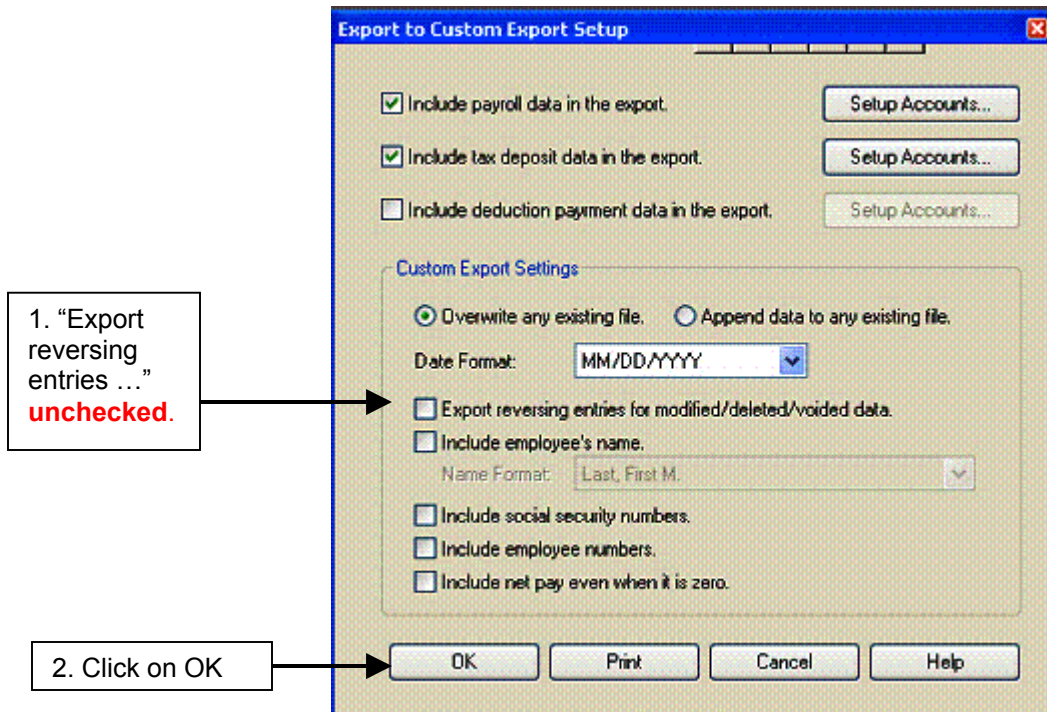 Export to Custom Export Setup
Include payroll data in the export.
Setup Accounts...
Include tax deposit data in the export.
Setup Accounts...
Include deduction payment data in the export.
Setup Accounts...
Custom Export Settings
Overwrite any existing file.
Append data to any existing file.
Date Format:
MM/DD/YYYY
Export reversing entries for modified/deleted/voided data.
Include employee's name.
Name Format:
Last, First M.
Include social security numbers.
Include employee numbers.
Include net pay even when it is zero.
OK
Print
Cancel
Help
1. “Export
reversing
entries …”
unchecked.
2. Click on OK